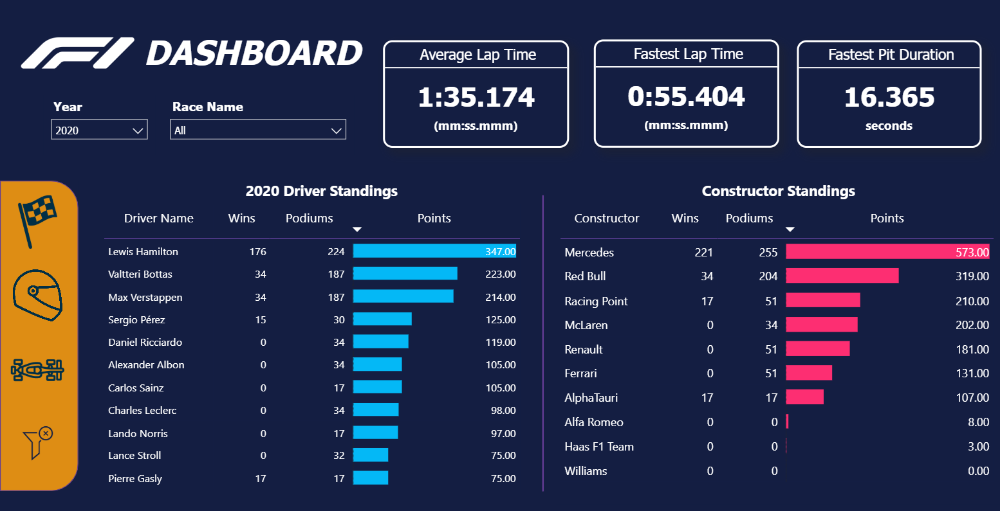 F1 DASHBOARD
Year
Race Name
2020
All
Average Lap Time
1:35.174
(mm:ss.mmm)
Fastest Lap Time
0:55.404
(mm:ss.mmm)
Fastest Pit Duration
16.365
seconds
2020 Driver Standings
Driver Name Wins Podiums Points
Lewis Hamilton 176 224 347.00
Valtteri Bottas 34 187 223.00
Max Verstappen 34 187 214.00
Sergio Pérez 15 30 125.00
Daniel Ricciardo 0 34 119.00
Alexander Albon 0 34 105.00
Carlos Sainz 0 17 105.00
Charles Leclerc 0 34 98.00
Lando Norris 0 17 97.00
Lance Stroll 0 32 75.00
Pierre Gasly 17 17 75.00
Constructor Standings
Constructor Wins Podiums Points
Mercedes 221 255 573.00
Red Bull 34 204 319.00
Racing Point 17 51 210.00
McLaren 0 34 202.00
Renault 0 51 181.00
Ferrari 0 51 131.00
AlphaTauri 17 17 107.00
Alfa Romeo 0 0 8.00
Haas F1 Team 0 0 3.00
Williams 0 0 0.00